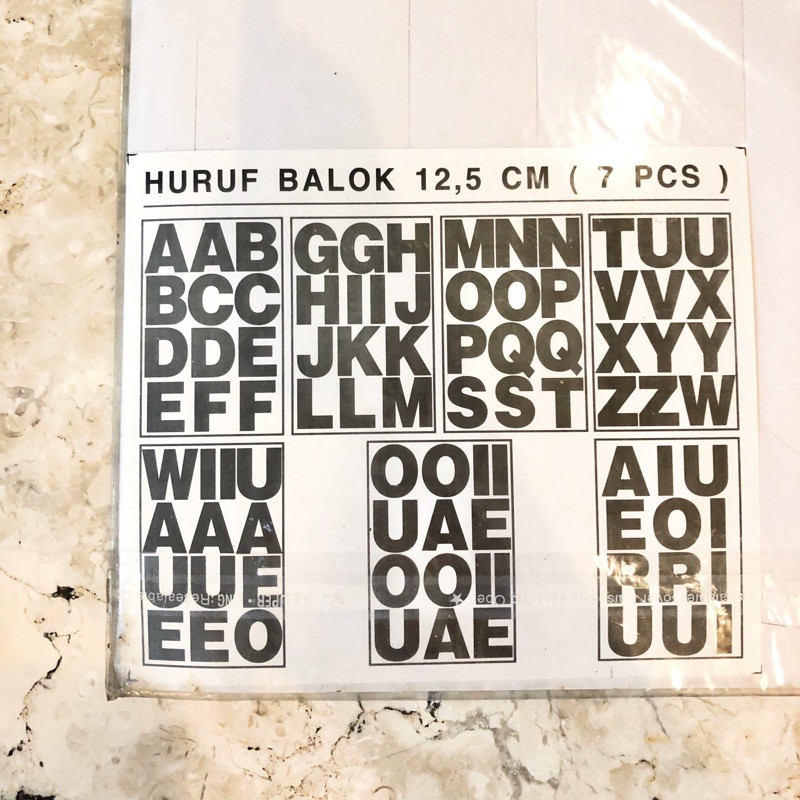 HURUF BALOK 12,5 CM ( 7 PCS )
AAB
BCC
DDE
EFF
GGH
HIIJ
JKK
LLM
MNN
OOP
PQQ
SST
TUU
VVX
XYY
ZZW
WIIU
AAA
UUE
EEO
OOII
UAE
OOII
UAE
AIU
EOI
RRI
UUI